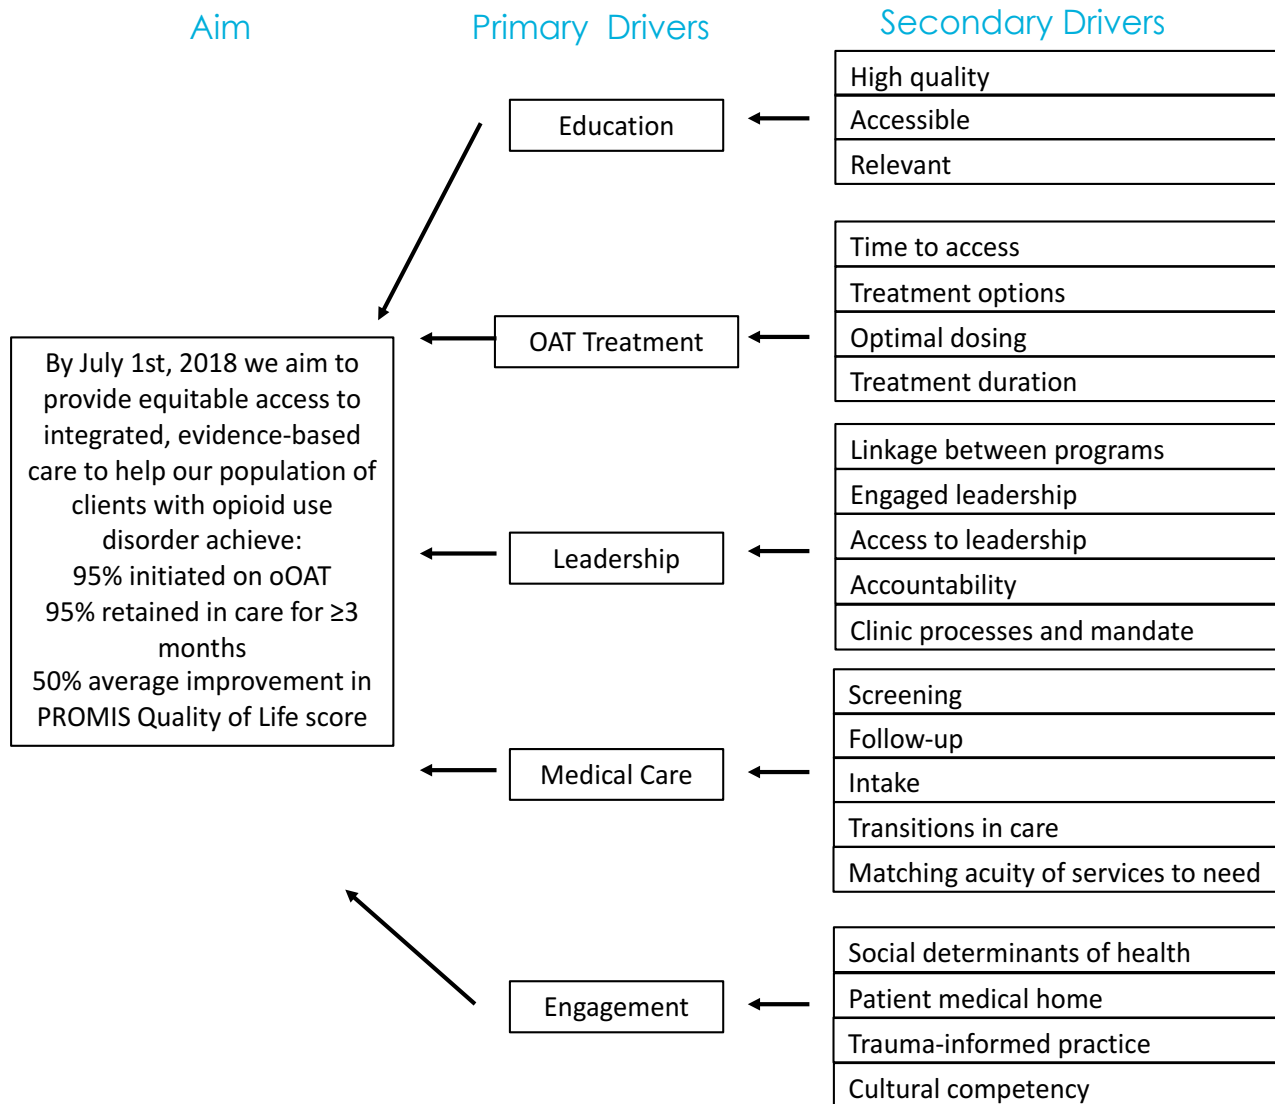 Aim
Primary Drivers
Secondary Drivers
By July 1st, 2018 we aim to
provide equitable access to
integrated, evidence-based
care to help our population of
clients with opioid use
disorder achieve:
95% initiated on oOAT
95% retained in care for ≥3
months
50% average improvement in
PROMIS Quality of Life score
Education
High quality
Accessible
Relevant
OAT Treatment
Time to access
Treatment options
Optimal dosing
Treatment duration
Leadership
Linkage between programs
Engaged leadership
Access to leadership
Accountability
Clinic processes and mandate
Medical Care
Screening
Follow-up
Intake
Transitions in care
Matching acuity of services to need
Engagement
Social determinants of health
Patient medical home
Trauma-informed practice
Cultural competency